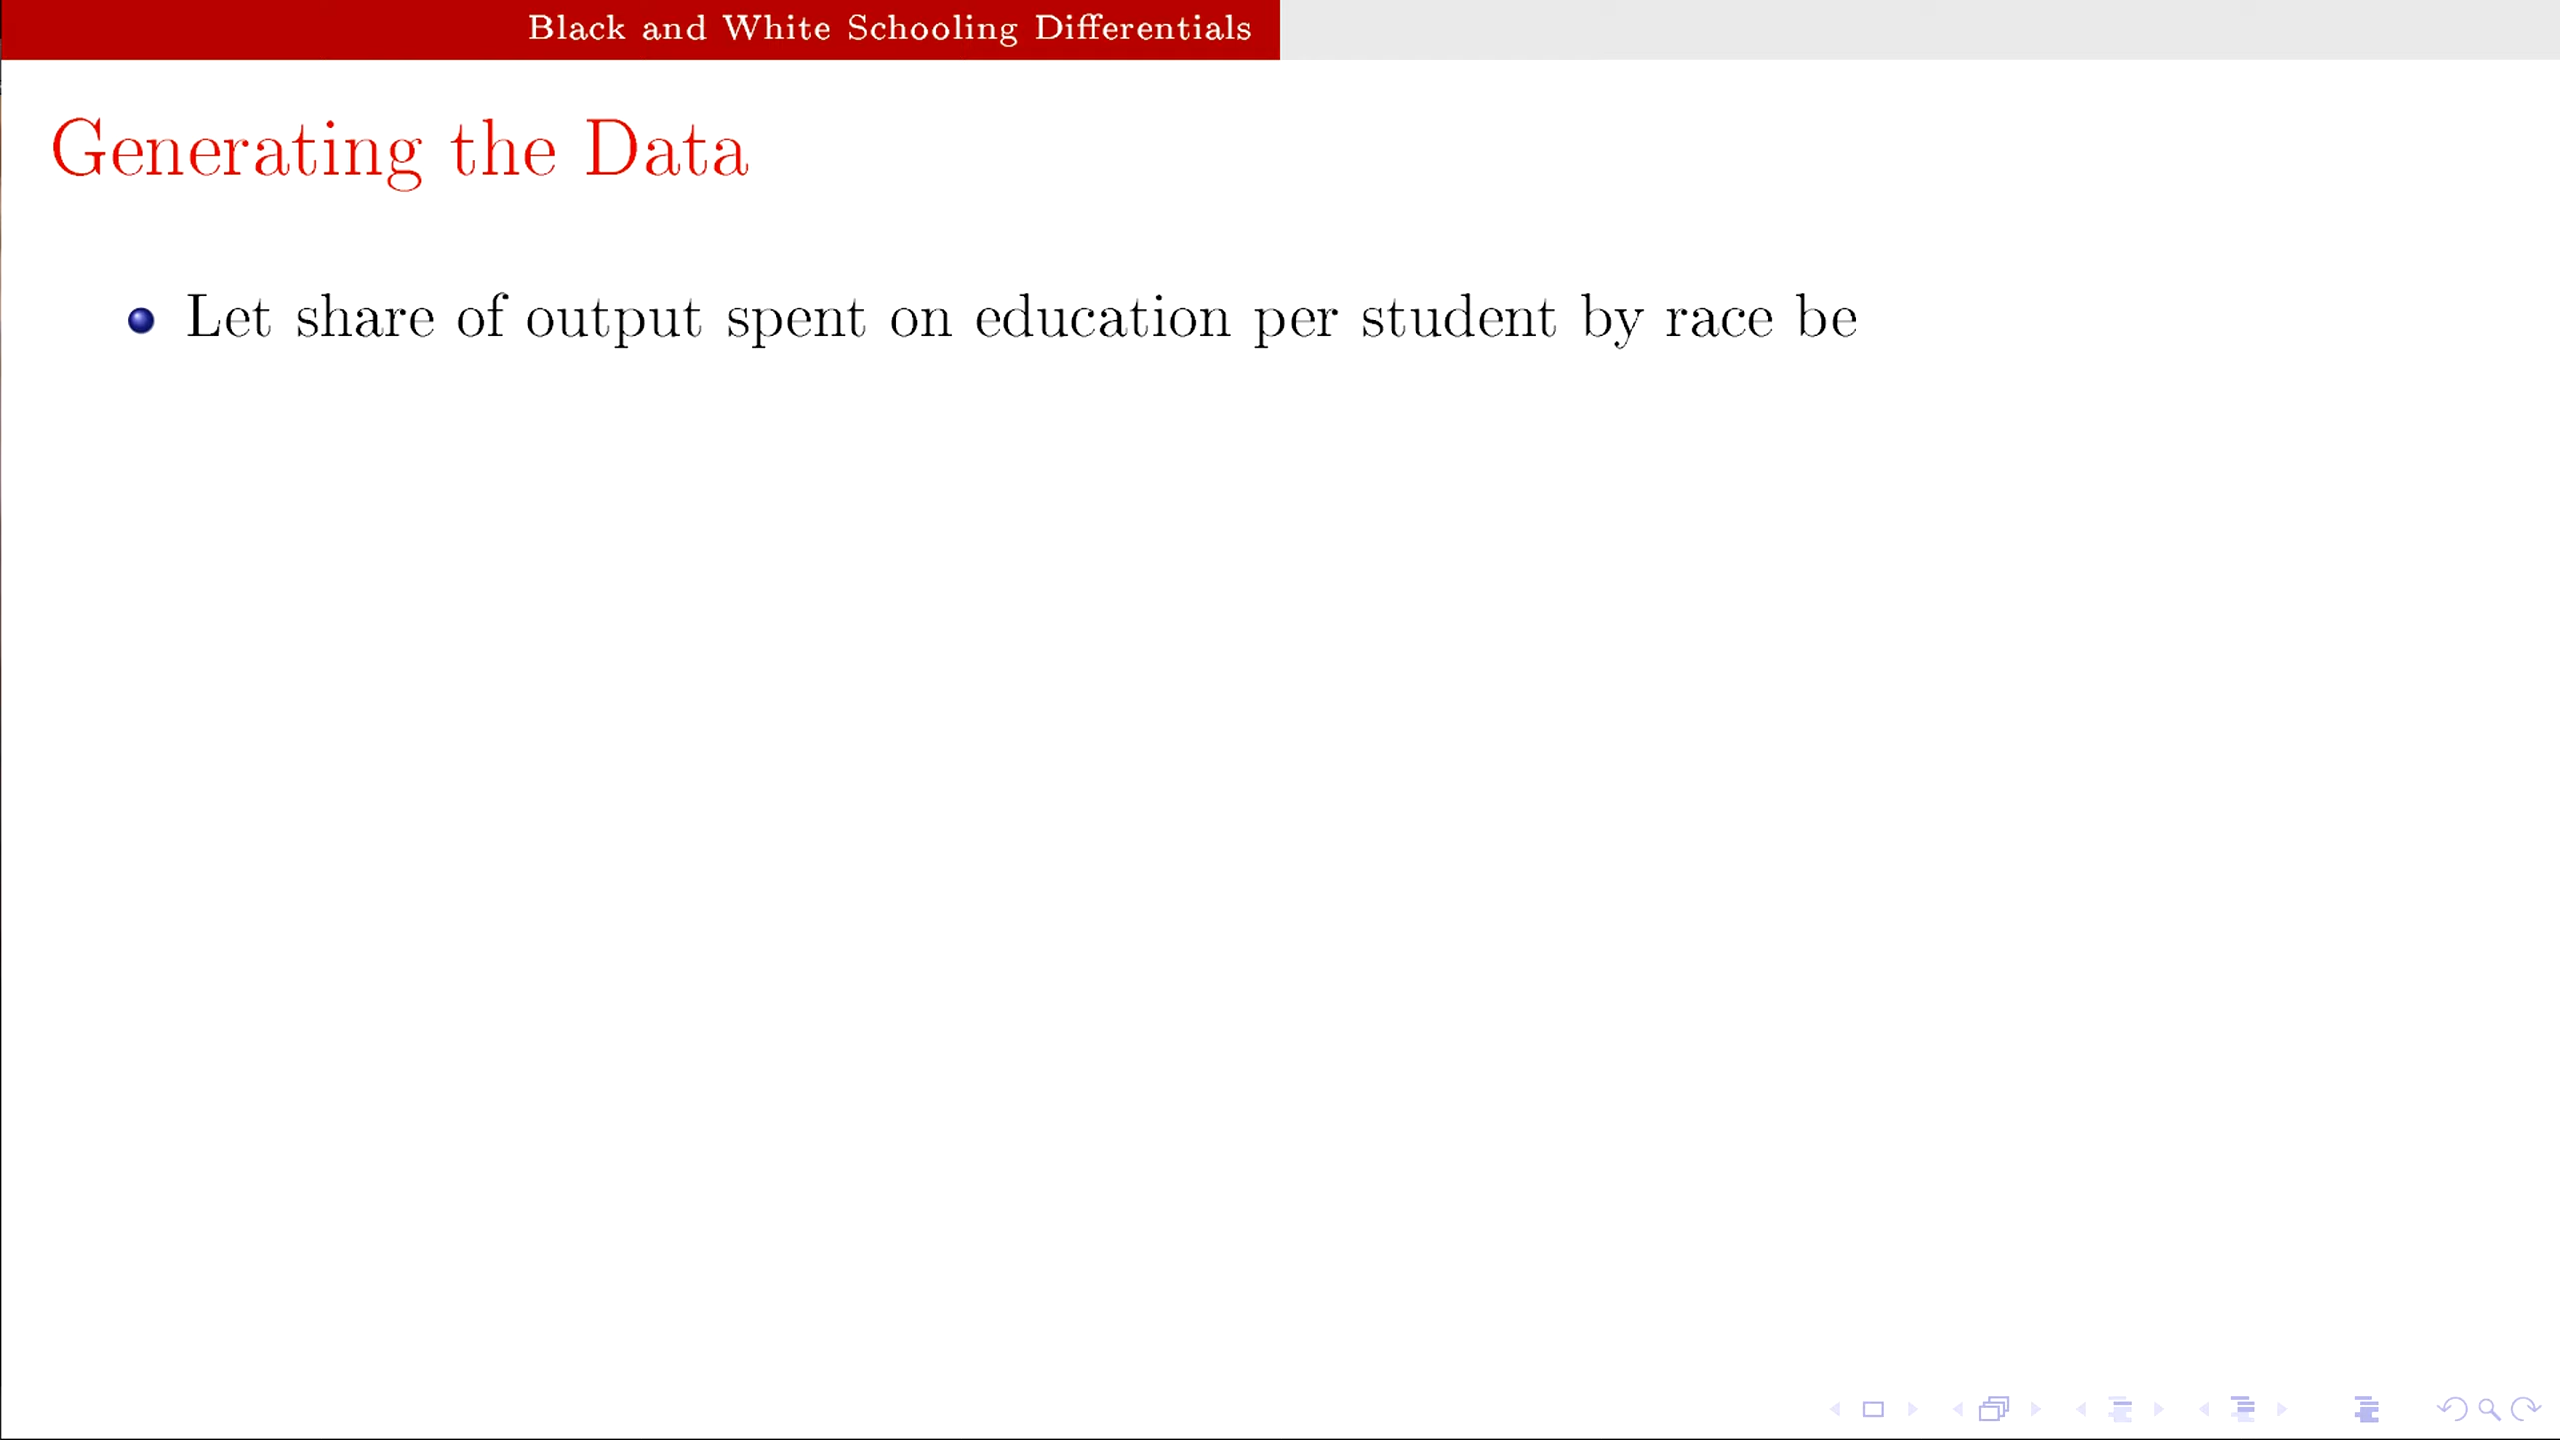 Black and White Schooling Differentials
Generating the Data
Let share of output spent on education per student by race be